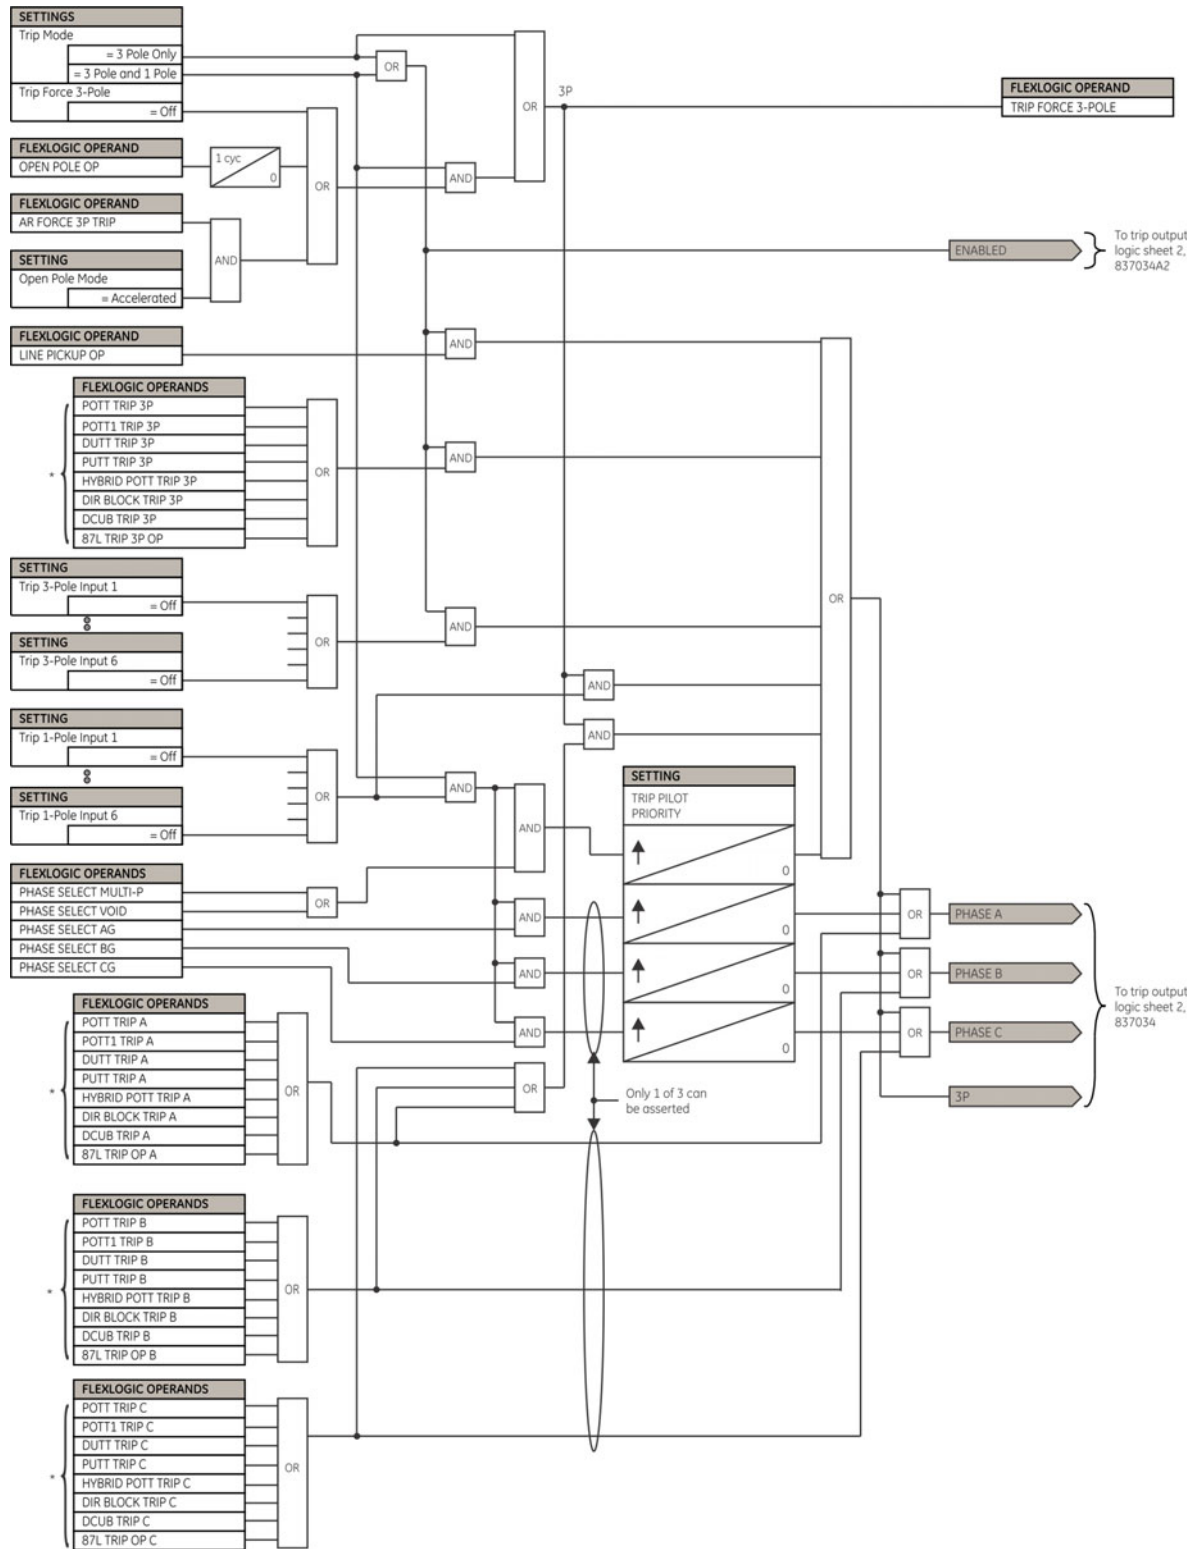 SETTINGS
Trip Mode
= 3 Pole Only
= 3 Pole and 1 Pole
Trip Force 3-Pole
= Off
FLEXLOGIC OPERAND
OPEN POLE OP
1 cyc
0
FLEXLOGIC OPERAND
AR FORCE 3P TRIP
SETTING
Open Pole Mode
= Accelerated
FLEXLOGIC OPERAND
LINE PICKUP OP
OR
OR
AND
AND
OR
3P
FLEXLOGIC OPERAND
TRIP FORCE 3-POLE
ENABLED
To trip output
logic sheet 2,
837034A2
AND
FLEXLOGIC OPERANDS
*
POTT TRIP 3P
POTT1 TRIP 3P
DUTT TRIP 3P
PUTT TRIP 3P
HYBRID POTT TRIP 3P
DIR BLOCK TRIP 3P
DCUB TRIP 3P
87L TRIP 3P OP
OR
AND
SETTING
Trip 3-Pole Input 1
= Off
SETTING
Trip 3-Pole Input 6
= Off
OR
AND
OR
AND
AND
SETTING
Trip 1-Pole Input 1
= Off
SETTING
Trip 1-Pole Input 6
= Off
OR
AND
AND
SETTING
TRIP PILOT
PRIORITY
0
0
0
0
FLEXLOGIC OPERANDS
PHASE SELECT MULTI-P
PHASE SELECT VOID
PHASE SELECT AG
PHASE SELECT BG
PHASE SELECT CG
OR
AND
AND
AND
OR
PHASE A
OR
PHASE B
OR
PHASE C
3P
To trip output
logic sheet 2,
837034
FLEXLOGIC OPERANDS
*
POTT TRIP A
POTT1 TRIP A
DUTT TRIP A
PUTT TRIP A
HYBRID POTT TRIP A
DIR BLOCK TRIP A
DCUB TRIP A
87L TRIP OP A
OR
OR
Only 1 of 3 can
be asserted
FLEXLOGIC OPERANDS
*
POTT TRIP B
POTT1 TRIP B
DUTT TRIP B
PUTT TRIP B
HYBRID POTT TRIP B
DIR BLOCK TRIP B
DCUB TRIP B
87L TRIP OP B
OR
FLEXLOGIC OPERANDS
*
POTT TRIP C
POTT1 TRIP C
DUTT TRIP C
PUTT TRIP C
HYBRID POTT TRIP C
DIR BLOCK TRIP C
DCUB TRIP C
87L TRIP OP C
OR